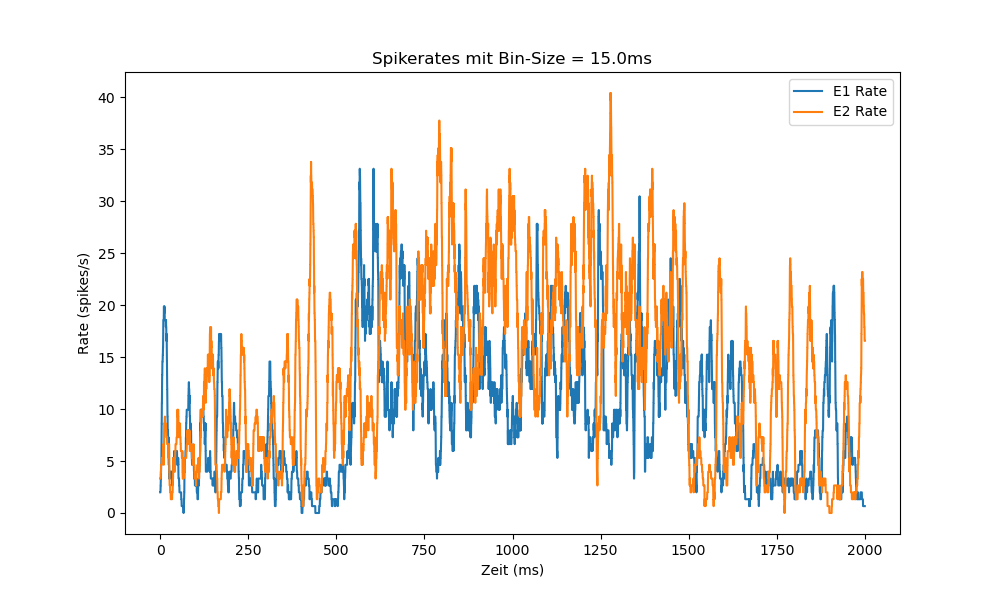 Spikerates mit Bin-Size = 15.0ms
E1 Rate
E2 Rate
40
35
30
25
20
15
10
5
0
Rate (spikes/s)
0 250 500 750 1000 1250 1500 1750 2000
Zeit (ms)